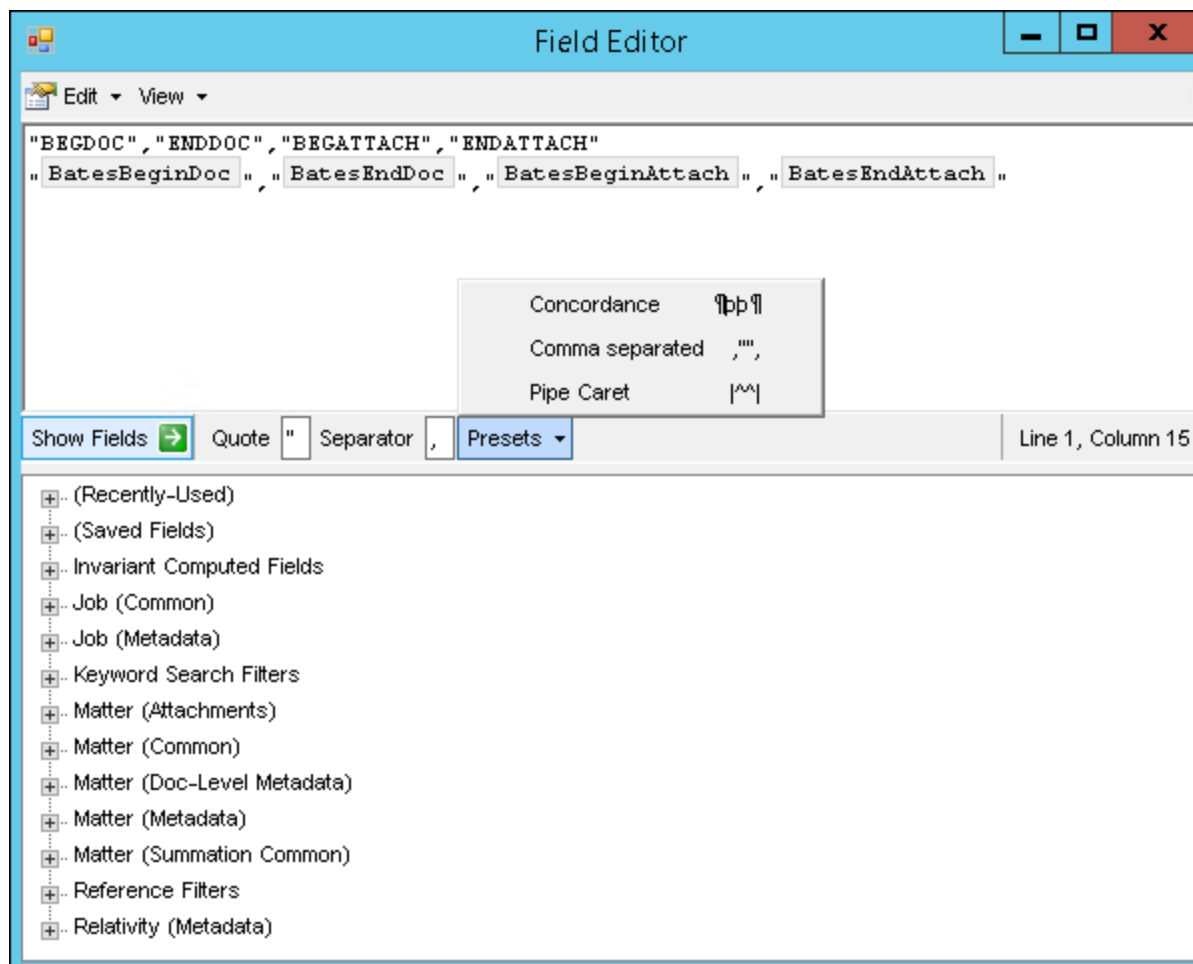 Field Editor
Edit View
"BEGDOC","ENDDOC","BEGATTACH","ENDATTACH"
"BatesBeginDoc","BatesEndDoc","BatesBeginAttach","BatesEndAttach"
Concordance ¶þþ¶
Comma separated ,"",
Pipe Caret |^^|
Show Fields Quote " Separator , Presets Line 1, Column 15
(Recently-Used)
(Saved Fields)
Invariant Computed Fields
Job (Common)
Job (Metadata)
Keyword Search Filters
Matter (Attachments)
Matter (Common)
Matter (Doc-Level Metadata)
Matter (Metadata)
Matter (Summation Common)
Reference Filters
Relativity (Metadata)